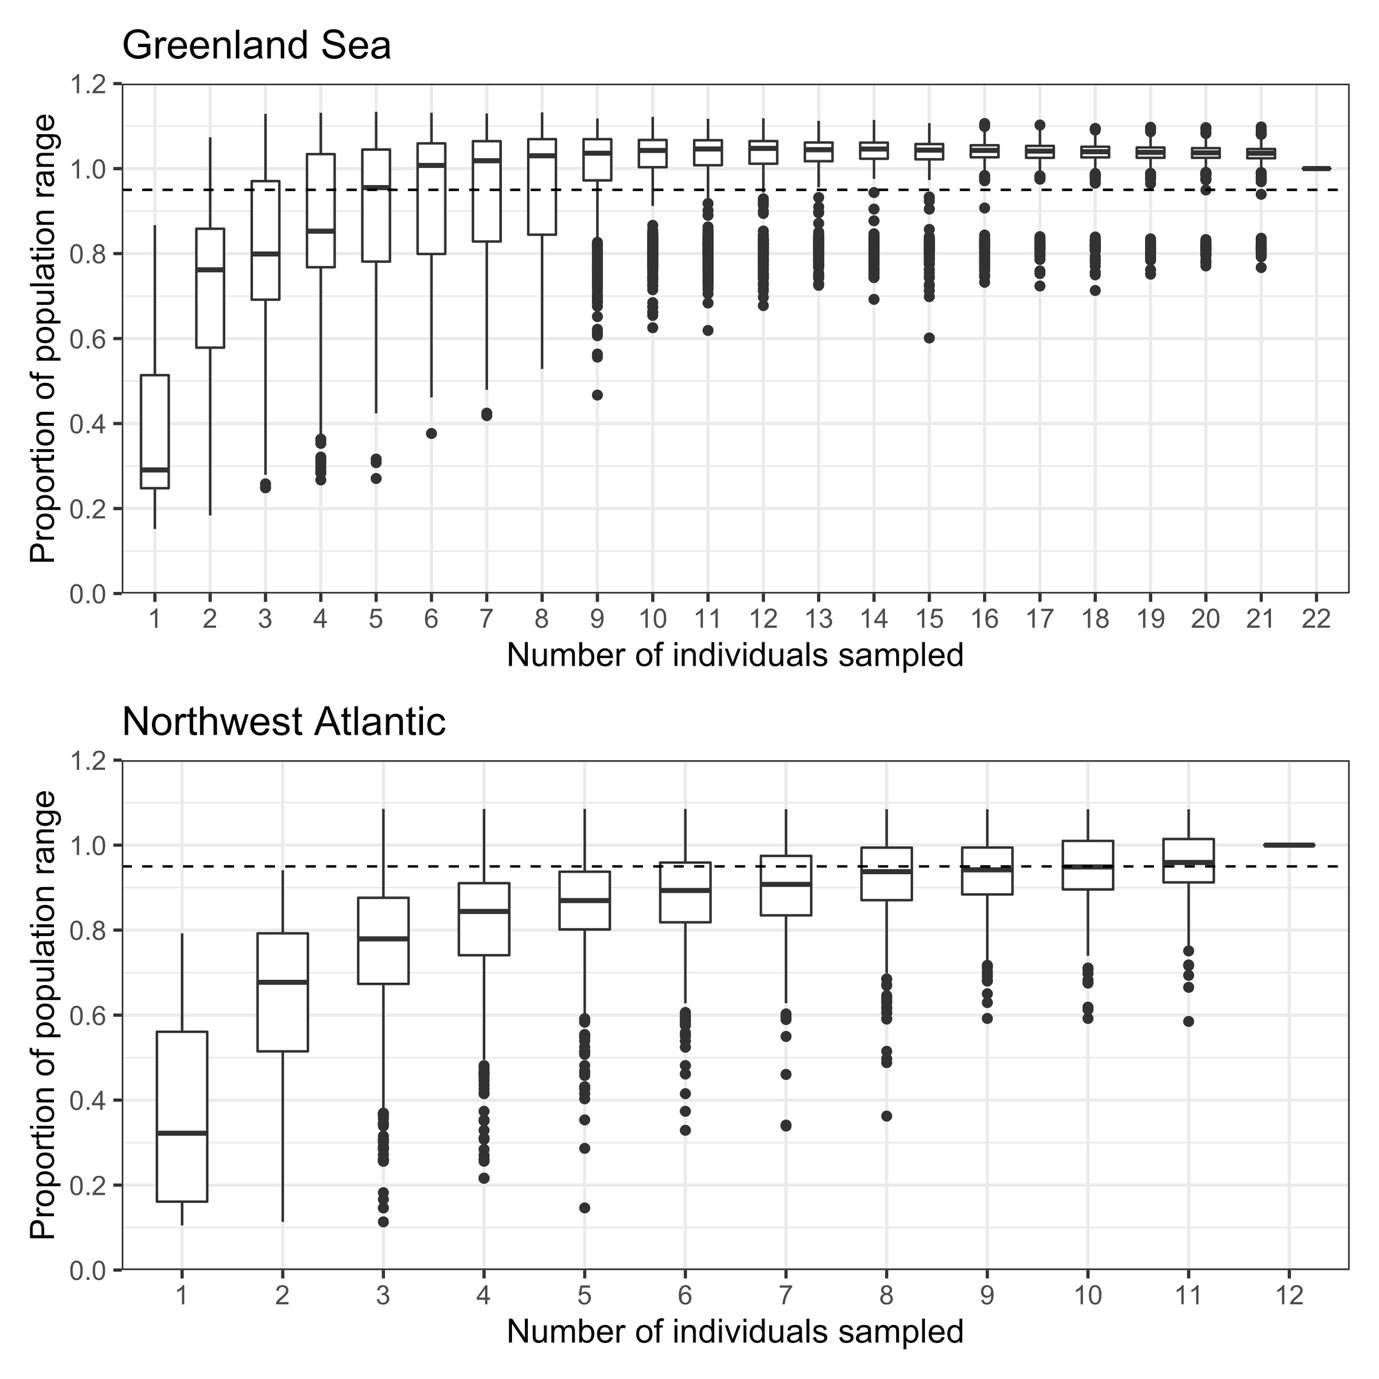 Greenland Sea
Proportion of population range
1.2
1.0
0.8
0.6
0.4
0.2
0.0
1 2 3 4 5 6 7 8 9 10 11 12 13 14 15 16 17 18 19 20 21 22
Number of individuals sampled
Northwest Atlantic
Proportion of population range
1.2
1.0
0.8
0.6
0.4
0.2
0.0
1 2 3 4 5 6 7 8 9 10 11 12
Number of individuals sampled